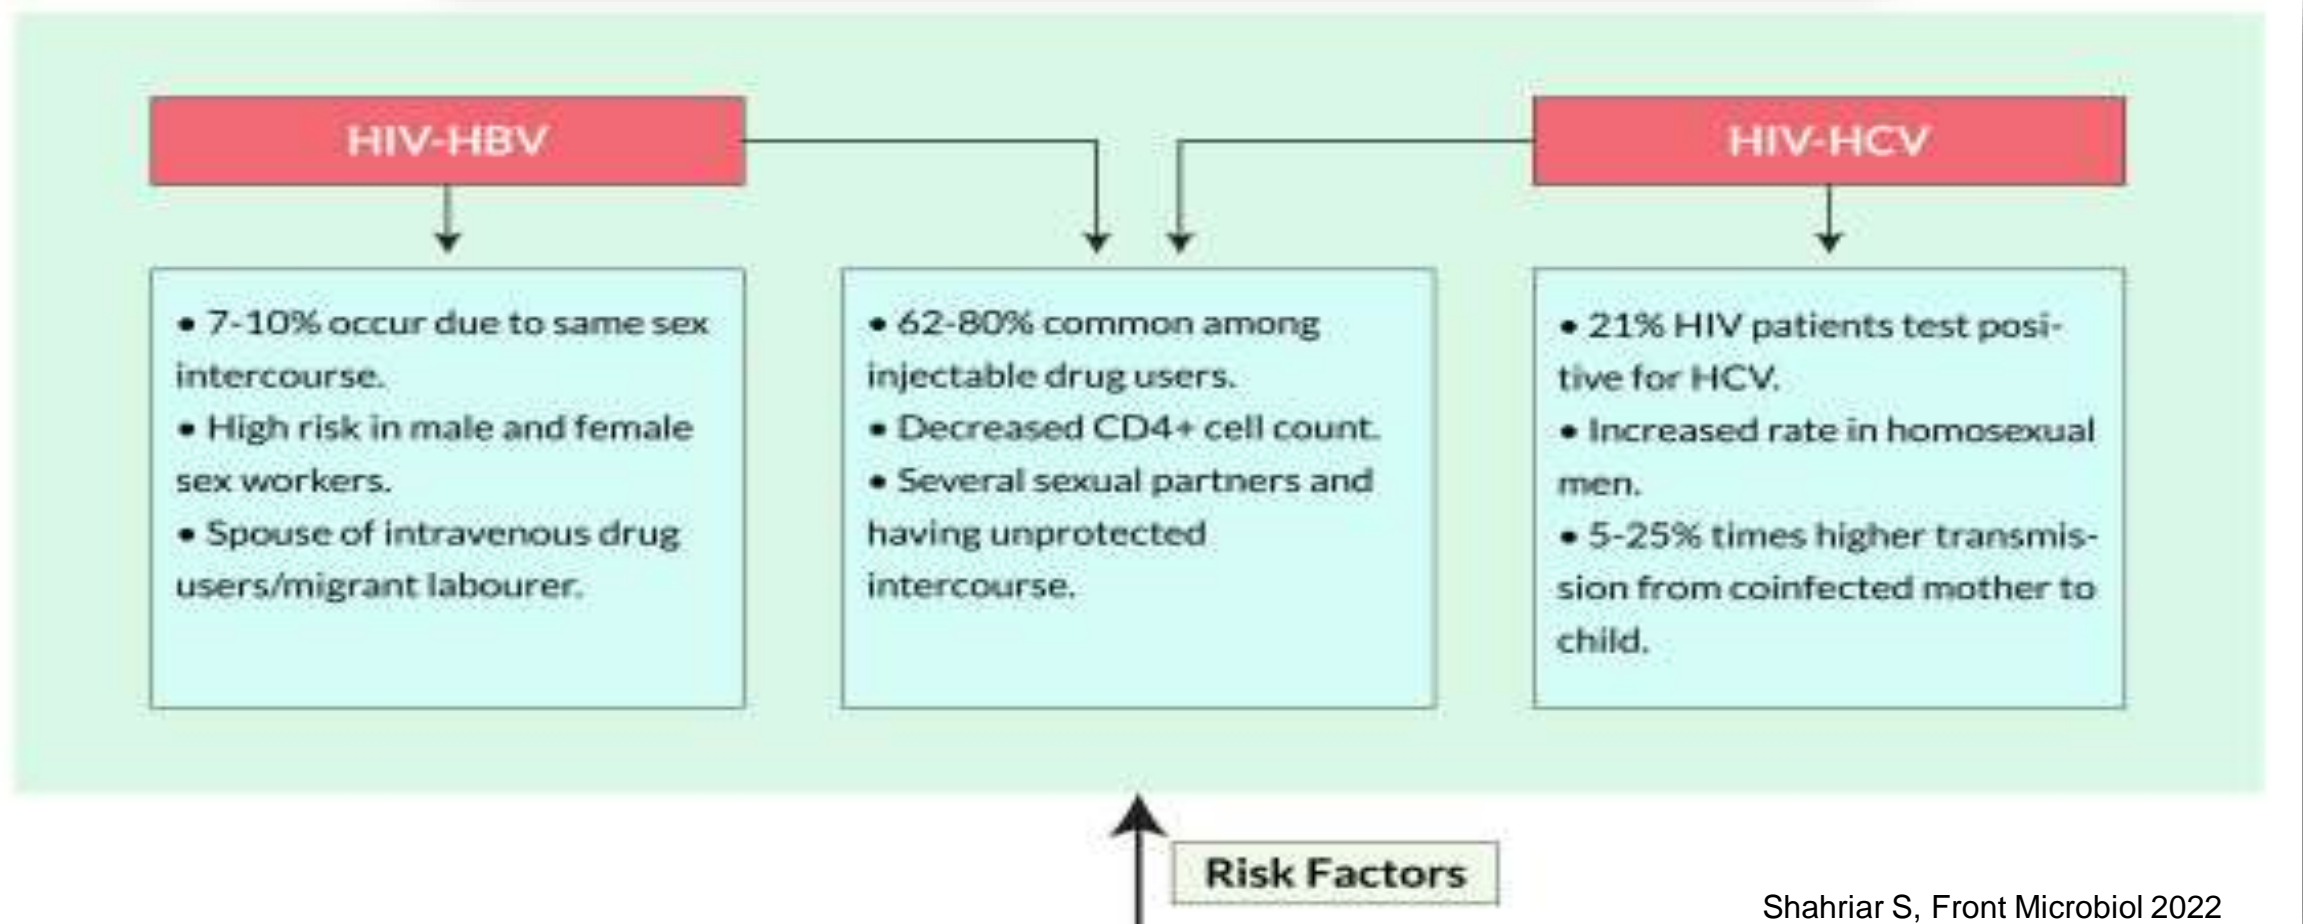 HIV-HBV
HIV-HCV
• 7-10% occur due to same sex
intercourse.
• High risk in male and female
sex workers.
• Spouse of intravenous drug
users/migrant labourer.
• 62-80% common among
injectable drug users.
• Decreased CD4+ cell count.
• Several sexual partners and
having unprotected
intercourse.
• 21% HIV patients test posi-
tive for HCV.
• Increased rate in homosexual
men.
• 5-25% times higher transmis-
sion from coinfected mother to
child.
Risk Factors
Shahriar S, Front Microbiol 2022